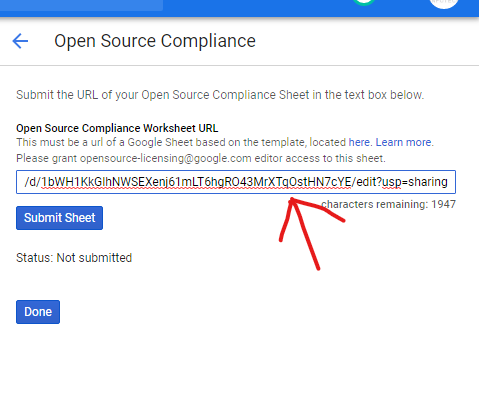 Open Source Compliance
Submit the URL of your Open Source Compliance Sheet in the text box below.
Open Source Compliance Worksheet URL
This must be a url of a Google Sheet based on the template, located here. Learn more.
Please grant opensource-licensing@google.com editor access to this sheet.
/d/1bWH1KkGlhNWSEXenj61mLT6hgRO43MrXTqOstHN7cYE/edit?usp=sharing
characters remaining: 1947
Submit Sheet
Status: Not submitted
Done